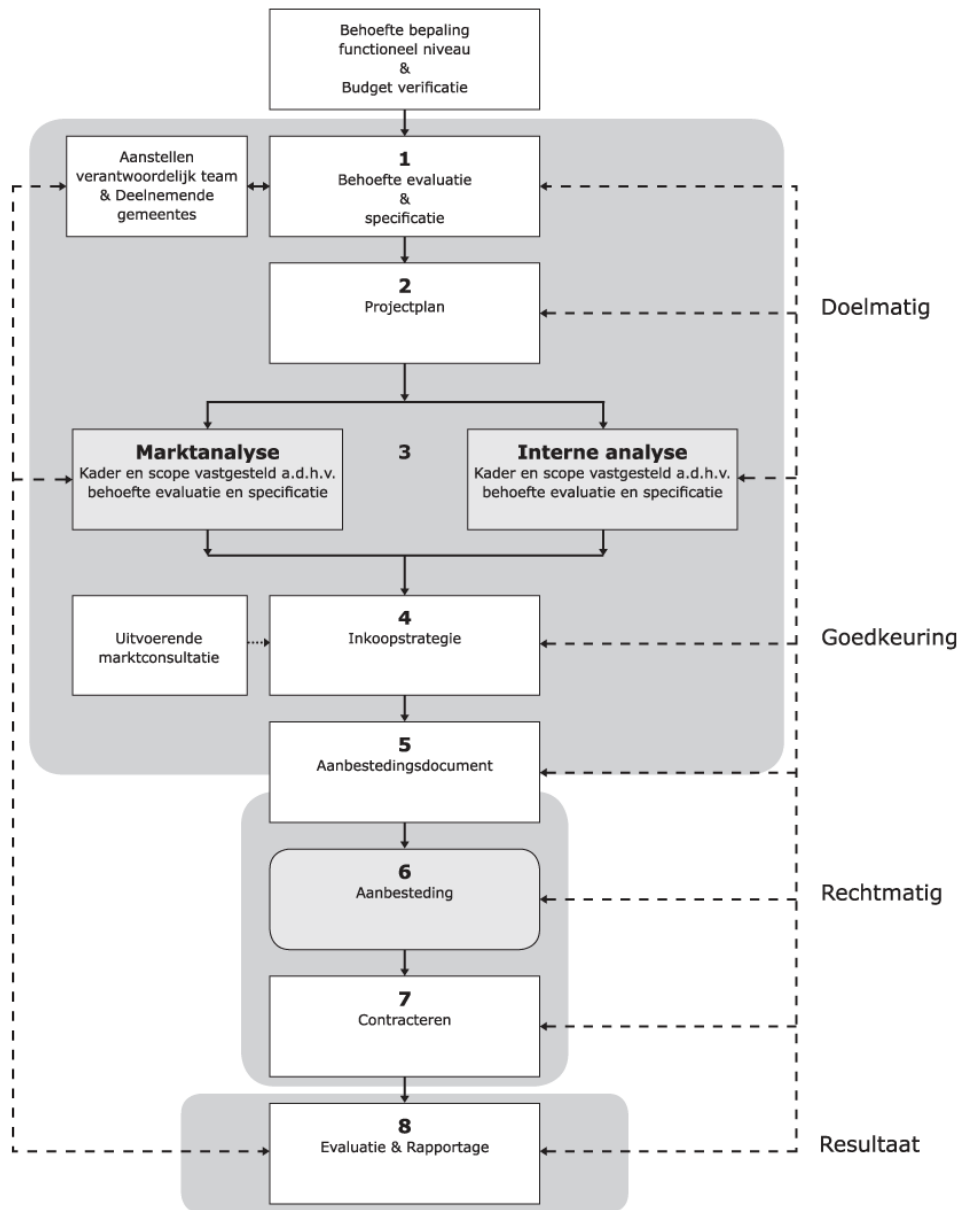 Behoefte bepaling
functioneel niveau
&
Budget verificatie
Aanstellen
verantwoordelijk team
& Deelnemende
gemeentes
1
Behoefte evaluatie
&
specificatie
2
Projectplan
Doelmatig
Marktanalyse
Kader en scope vastgesteld a.d.h.v.
behoefte evaluatie en specificatie
3
Interne analyse
Kader en scope vastgesteld a.d.h.v.
behoefte evaluatie en specificatie
Uitvoerende
marktconsultatie
4
Inkoopstrategie
Goedkeuring
5
Aanbestedingsdocument
6
Aanbesteding
Rechtmatig
7
Contracteren
8
Evaluatie & Rapportage
Resultaat